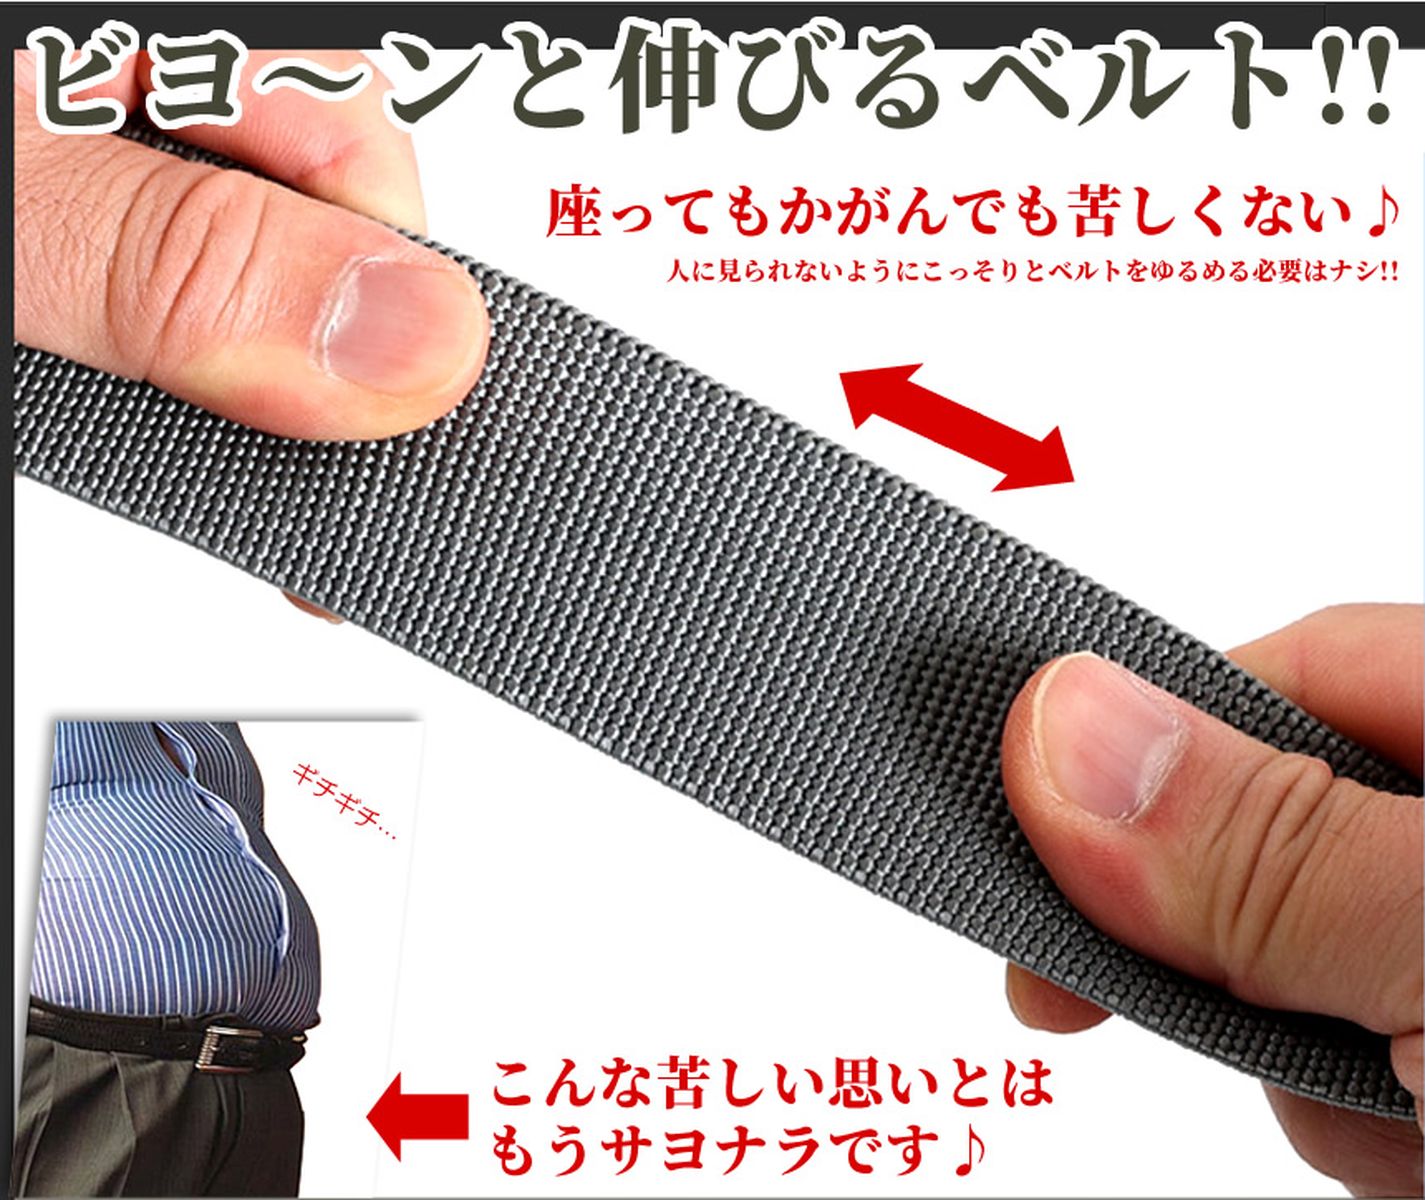 ビヨ～ンと伸びるベルト!!
座ってもかがんでも苦しくない♪
人に見られないようにこっそりとベルトをゆるめる必要はナシ!!
ギチギチ…
こんな苦しい思いとは
もうサヨナラです♪